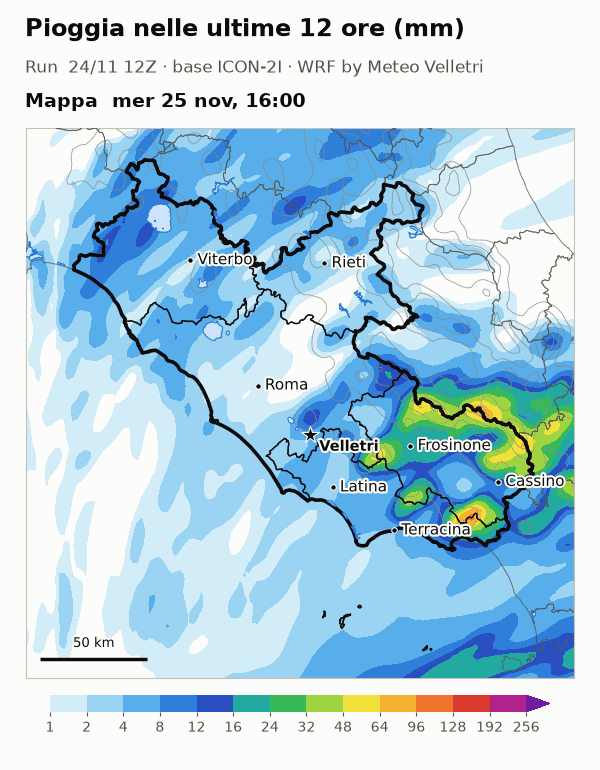 Pioggia nelle ultime 12 ore (mm)
Run  24/11 12Z · base ICON-2I · WRF by Meteo Velletri
Mappa  mer 25 nov, 16:00
Viterbo
Rieti
Roma
Velletri
Frosinone
Cassino
Latina
Terracina
50 km
1 2 4 8 12 16 24 32 48 64 96 128 192 256